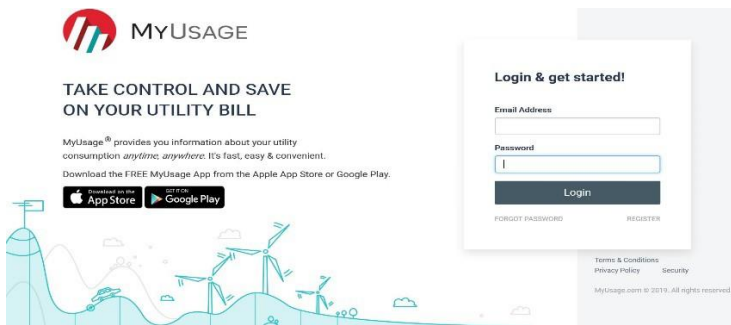 MYUSAGE
TAKE CONTROL AND SAVE
ON YOUR UTILITY BILL
MyUsage® provides you information about your utility
consumption anytime, anywhere. It's fast, easy & convenient.
Download the FREE MyUsage App from the Apple App Store or Google Play.
Download on the
App Store
GET IT ON
Google Play
Login & get started!
Email Address
Password
Login
FORGOT PASSWORD REGISTER
Terms & Conditions
Privacy Policy Security
MyUsage.com © 2019. All rights reserved